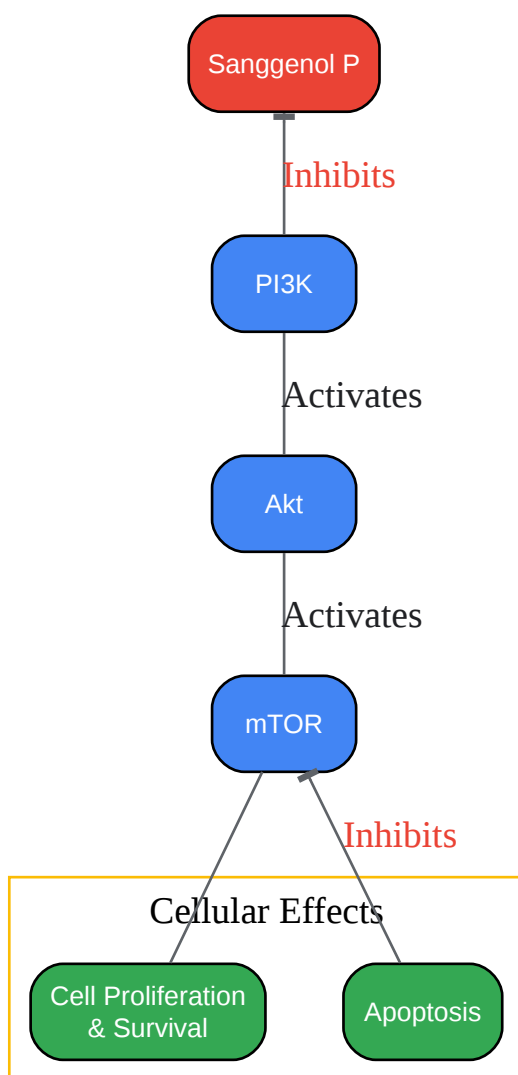 Sanggenol P
Inhibits
PI3K
Activates
Akt
Activates
mTOR
Inhibits
Cellular Effects
Cell Proliferation
& Survival
Apoptosis